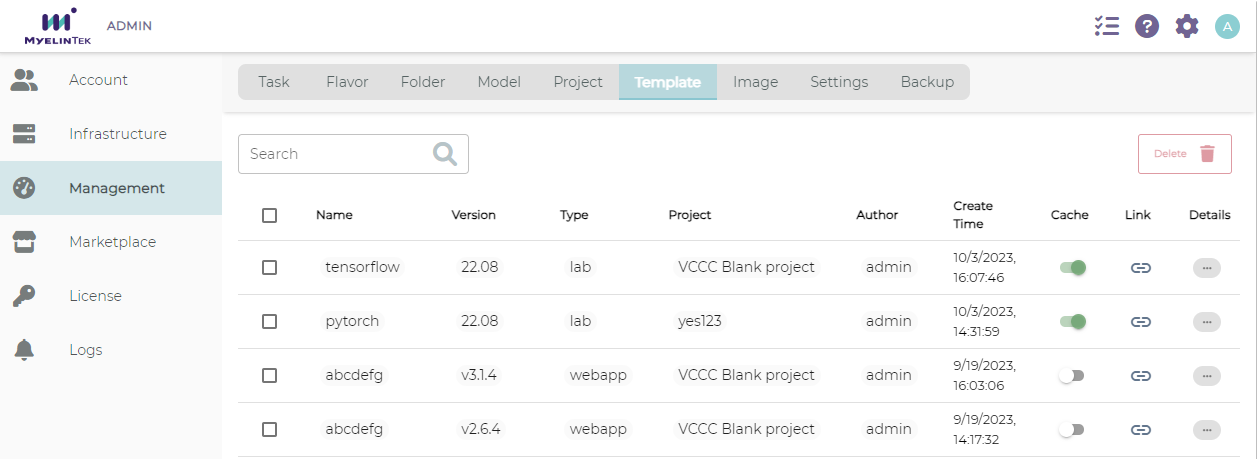 MYELINTEK
ADMIN
?
A
Account
Infrastructure
Management
Marketplace
License
Logs
Task Flavor Folder Model Project Template Image Settings Backup
Search
Delete
Name Version Type Project Author Create Time Cache Link Details
tensorflow 22.08 lab VCCC Blank project admin 10/3/2023, 16:07:46
pytorch 22.08 lab yes123 admin 10/3/2023, 14:31:59
abcdefg v3.1.4 webapp VCCC Blank project admin 9/19/2023, 16:03:06
abcdefg v2.6.4 webapp VCCC Blank project admin 9/19/2023, 14:17:32